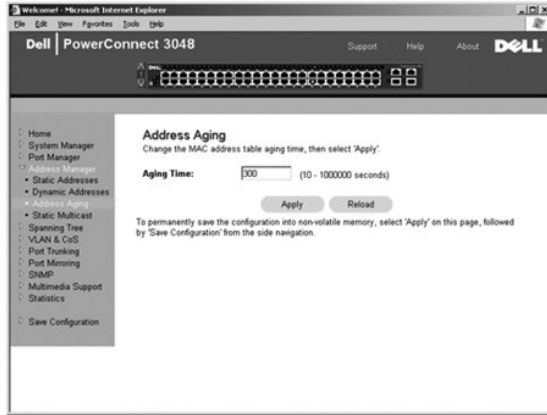 Welcome! - Microsoft Internet Explorer
File Edit View Favorites Tools Help
Dell PowerConnect 3048
Support Help About DELL
Home
System Manager
Port Manager
Address Manager
Static Addresses
Dynamic Addresses
Address Aging
Static Multicast
Spanning Tree
VLAN & CoS
Port Trunking
Port Mirroring
SNMP
Multimedia Support
Statistics
Save Configuration
Address Aging
Change the MAC address table aging time, then select 'Apply'.
Aging Time: 300 (10 - 1000000 seconds)
Apply Reload
To permanently save the configuration into non-volatile memory, select 'Apply' on this page, followed
by 'Save Configuration' from the side navigation.